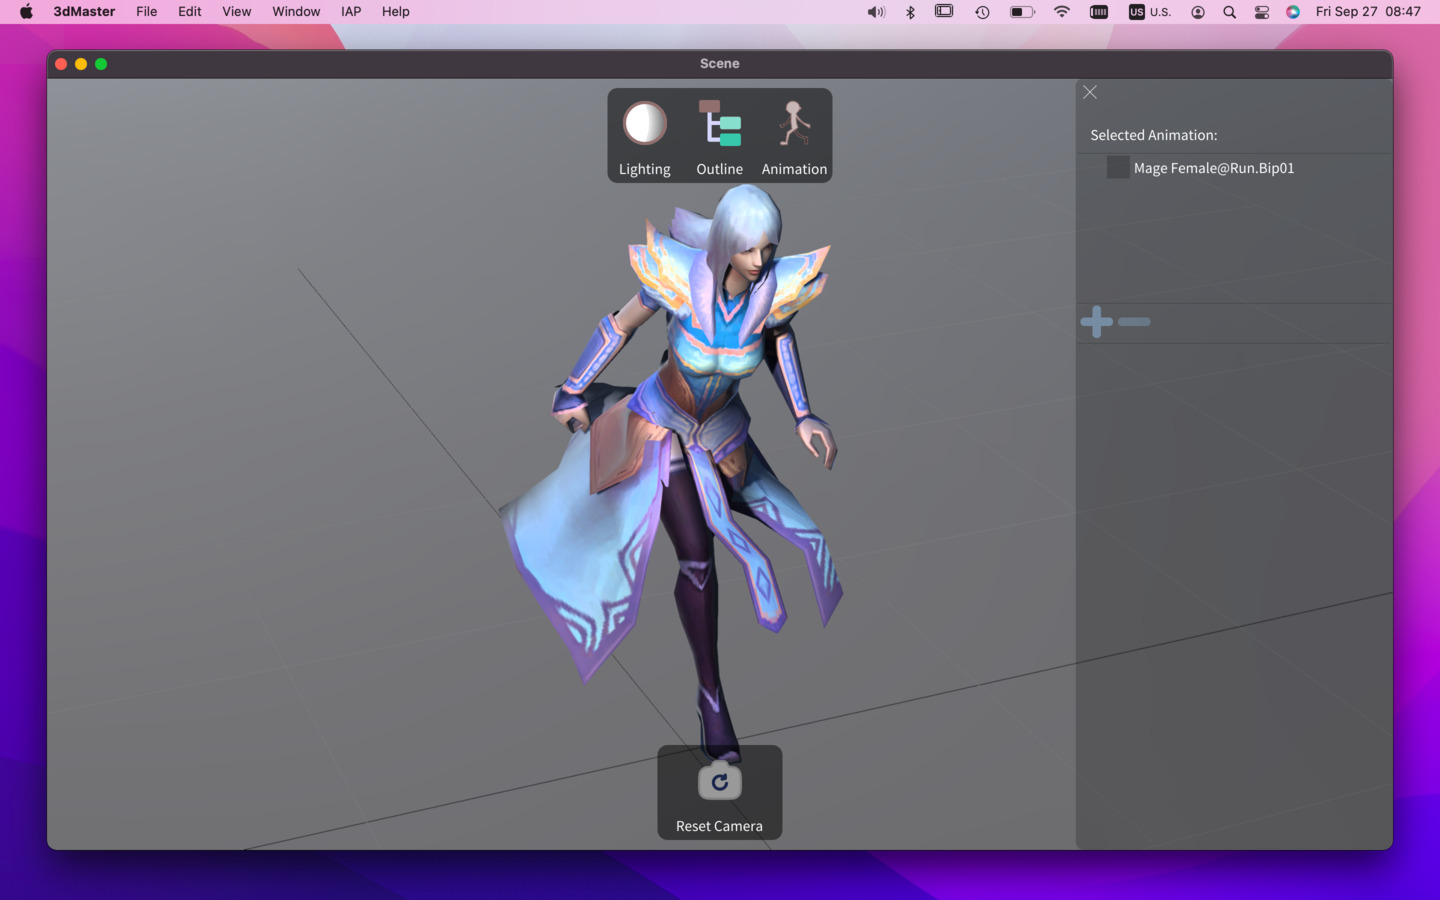 3dMaster File Edit View Window IAP Help US U.S. Fri Sep 27 08:47
Scene
Lighting Outline Animation
Selected Animation:
Mage Female@Run.Bip01
Reset Camera